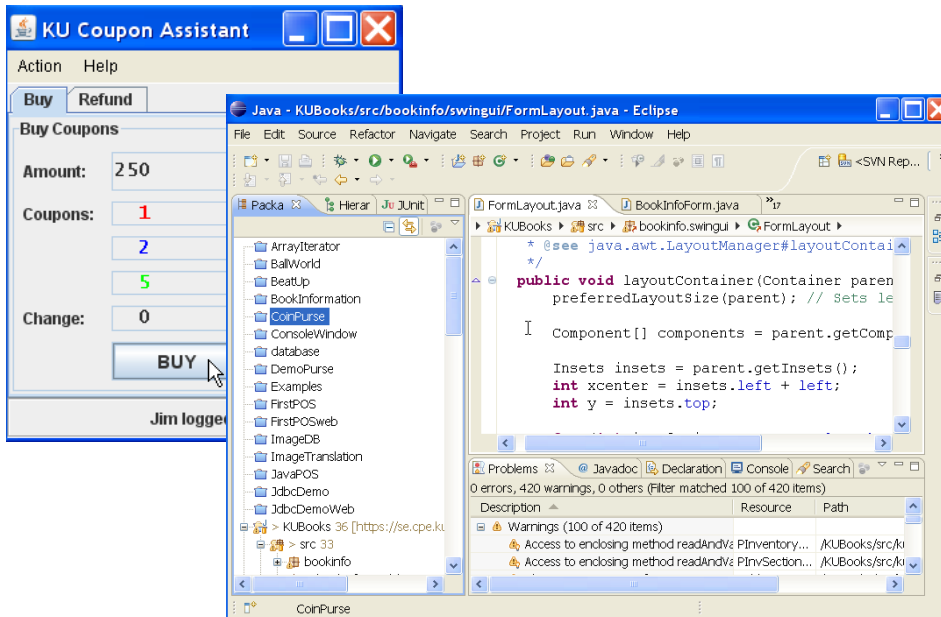 KU Coupon Assistant
Action Help
Buy Refund
Buy Coupons
Amount: 250
Coupons: 1
2
5
Change: 0
BUY
Jim logge
Java - KUBooks/src/bookinfo/swingui/FormLayout.java - Eclipse
File Edit Source Refactor Navigate Search Project Run Window Help
<SVN Rep...
Packa Hierar JUnit
ArrayIterator
BallWorld
BeatUp
BookInformation
CoinPurse
ConsoleWindow
database
DemoPurse
Examples
FirstPOS
FirstPOSweb
ImageDB
ImageTranslation
JavaPOS
JdbcDemo
JdbcDemoWeb
> KUBooks 36 [https://se.cpe.ku
> src 33
bookinfo
FormLayout.java BookInfoForm.java »17
KUBooks src bookinfo.swingui FormLayout
* @see java.awt.LayoutManager#layoutContai
*/
public void layoutContainer(Container paren
preferredLayoutSize(parent); // Sets le
Component[] components = parent.getComp
Insets insets = parent.getInsets();
int xcenter = insets.left + left;
int y = insets.top;
Problems @ Javadoc Declaration Console Search
0 errors, 420 warnings, 0 others (Filter matched 100 of 420 items)
Description Resource Path
Warnings (100 of 420 items)
Access to enclosing method readAndVa PInventory... /KUBooks/src/ku
Access to enclosing method readAndVa PInvSection... /KUBooks/src/ku
CoinPurse